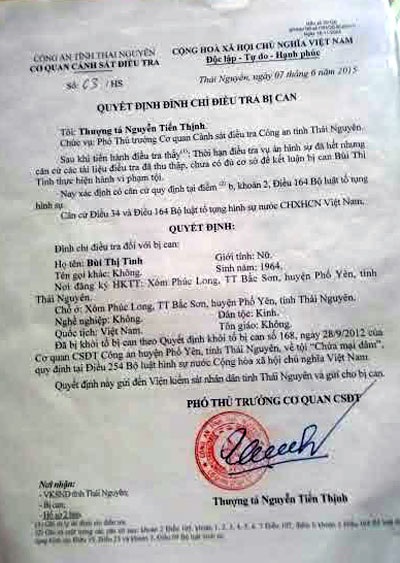 CÔNG AN TỈNH THÁI NGUYÊN
CƠ QUAN CẢNH SÁT ĐIỀU TRA
Số: 03/HS
CỘNG HOÀ XÃ HỘI CHỦ NGHĨA VIỆT NAM
Độc lập - Tự do - Hạnh phúc
Thái Nguyên, ngày 07 tháng 6 năm 2015
QUYẾT ĐỊNH ĐÌNH CHỈ ĐIỀU TRA BỊ CAN
Tôi: Thượng tá Nguyễn Tiến Thịnh.
Chức vụ: Phó Thủ trưởng Cơ quan Cảnh sát điều tra Công an tỉnh Thái Nguyên.
Sau khi tiến hành điều tra thấy(1): Thời hạn điều tra vụ án hình sự đã hết nhưng
căn cứ các tài liệu điều tra đã thu thập, chưa có đủ cơ sở để kết luận bị can Bùi Thị
Tình thực hiện hành vi phạm tội.
Nay xác định có căn cứ quy định tại điểm (2) b, khoản 2, Điều 164 Bộ luật tố tụng
hình sự.
Căn cứ Điều 34 và Điều 164 Bộ luật tố tụng hình sự nước CHXHCN Việt Nam,
QUYẾT ĐỊNH:
Đình chỉ điều tra đối với bị can:
Họ tên: Bùi Thị Tình Giới tính: Nữ.
Tên gọi khác: Không. Sinh năm: 1964.
Nơi đăng ký HKTT: Xóm Phúc Long, TT Bắc Sơn, huyện Phổ Yên, tỉnh
Thái Nguyên.
Chỗ ở: Xóm Phúc Long, TT Bắc Sơn, huyện Phổ Yên, tỉnh Thái Nguyên.
Nghề nghiệp: Không. Dân tộc: Kinh.
Quốc tịch: Việt Nam. Tôn giáo: Không.
Đã bị khởi tố bị can theo Quyết định khởi tố bị can số 168, ngày 28/9/2012 của
Cơ quan CSĐT Công an huyện Phổ Yên, tỉnh Thái Nguyên, về tội "Chứa mại dâm",
quy định tại Điều 254 Bộ luật hình sự nước Cộng hòa xã hội chủ nghĩa Việt Nam.
Quyết định này gửi đến Viện kiểm sát nhân dân tỉnh Thái Nguyên và gửi cho bị can.
PHÓ THỦ TRƯỞNG CƠ QUAN CSĐT
Thượng tá Nguyễn Tiến Thịnh
Nơi nhận:
- VKSND tỉnh Thái Nguyên;
- Bị can;
- Hồ sơ 2 bản.